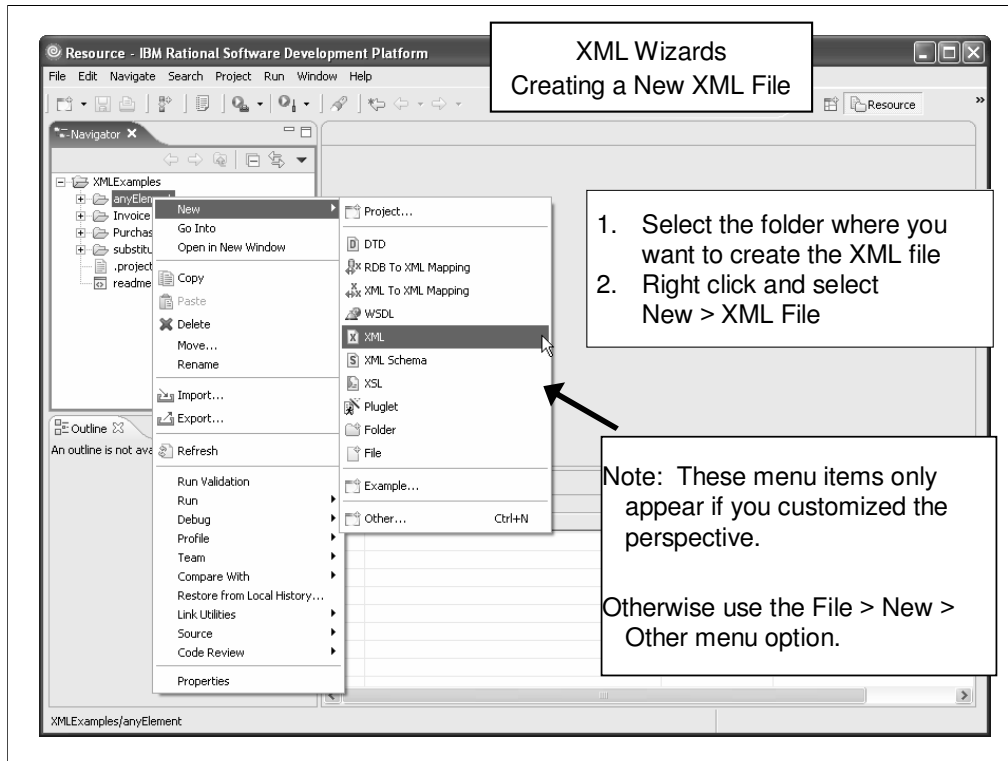 XML Wizards
Creating a New XML File
Resource - IBM Rational Software Development Platform
File Edit Navigate Search Project Run Window Help
Resource
»
Navigator
XMLExamples
anyElem
Invoice
Purchas
substitu
.project
readme
New
Go Into
Open in New Window
Copy
Paste
Delete
Move...
Rename
Import...
Export...
Refresh
Run Validation
Run
Debug
Profile
Team
Compare With
Restore from Local History...
Link Utilities
Source
Code Review
Properties
Project...
DTD
RDB To XML Mapping
XML To XML Mapping
WSDL
XML
XML Schema
XSL
Pluglet
Folder
File
Example...
Other... Ctrl+N
Outline
An outline is not ava
1. Select the folder where you
want to create the XML file
2. Right click and select
New > XML File
Note: These menu items only
appear if you customized the
perspective.
Otherwise use the File > New >
Other menu option.
XMLExamples/anyElement